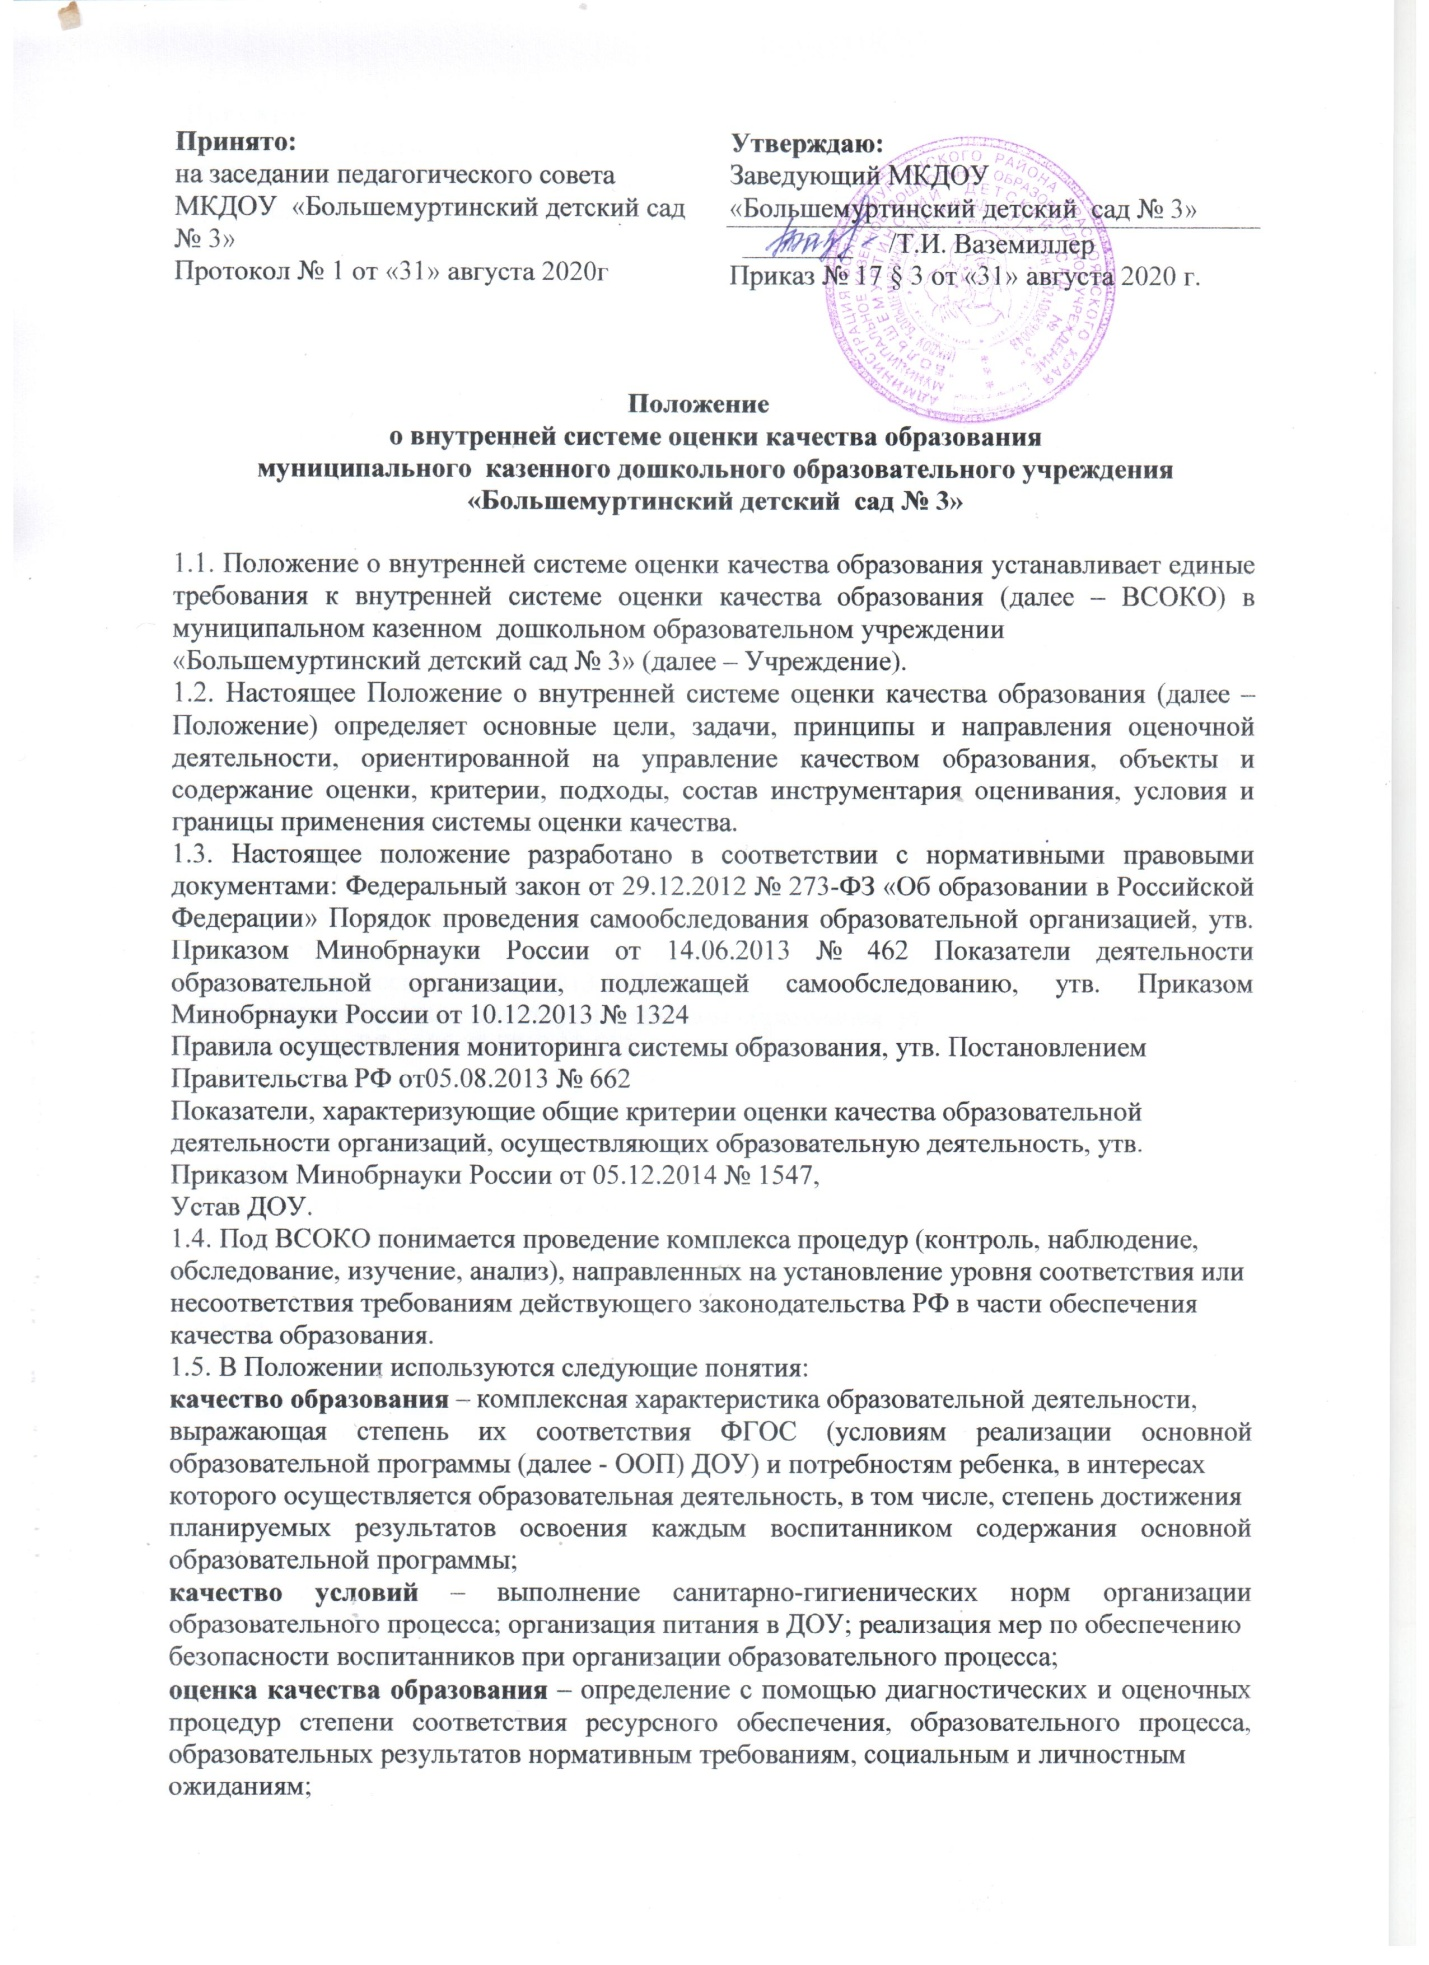 Принято:
на заседании педагогического совета
МКДОУ «Большемуртинский детский сад
№ 3»
Протокол № 1 от «31» августа 2020г
Утверждаю:
Заведующий МКДОУ
«Большемуртинский детский сад № 3»
/Т.И. Ваземиллер
Приказ № 17 § 3 от «31» августа 2020 г.
Положение
о внутренней системе оценки качества образования
муниципального казенного дошкольного образовательного учреждения
«Большемуртинский детский сад № 3»
1.1. Положение о внутренней системе оценки качества образования устанавливает единые
требования к внутренней системе оценки качества образования (далее – ВСОКО) в
муниципальном казенном дошкольном образовательном учреждении
«Большемуртинский детский сад № 3» (далее – Учреждение).
1.2. Настоящее Положение о внутренней системе оценки качества образования (далее –
Положение) определяет основные цели, задачи, принципы и направления оценочной
деятельности, ориентированной на управление качеством образования, объекты и
содержание оценки, критерии, подходы, состав инструментария оценивания, условия и
границы применения системы оценки качества.
1.3. Настоящее положение разработано в соответствии с нормативными правовыми
документами: Федеральный закон от 29.12.2012 № 273-ФЗ «Об образовании в Российской
Федерации» Порядок проведения самообследования образовательной организацией, утв.
Приказом Минобрнауки России от 14.06.2013 № 462 Показатели деятельности
образовательной организации, подлежащей самообследованию, утв. Приказом
Минобрнауки России от 10.12.2013 № 1324
Правила осуществления мониторинга системы образования, утв. Постановлением
Правительства РФ от05.08.2013 № 662
Показатели, характеризующие общие критерии оценки качества образовательной
деятельности организаций, осуществляющих образовательную деятельность, утв.
Приказом Минобрнауки России от 05.12.2014 № 1547,
Устав ДОУ.
1.4. Под ВСОКО понимается проведение комплекса процедур (контроль, наблюдение,
обследование, изучение, анализ), направленных на установление уровня соответствия или
несоответствия требованиям действующего законодательства РФ в части обеспечения
качества образования.
1.5. В Положении используются следующие понятия:
качество образования – комплексная характеристика образовательной деятельности,
выражающая степень их соответствия ФГОС (условиям реализации основной
образовательной программы (далее - ООП) ДОУ) и потребностям ребенка, в интересах
которого осуществляется образовательная деятельность, в том числе, степень достижения
планируемых результатов освоения каждым воспитанником содержания основной
образовательной программы;
качество условий – выполнение санитарно-гигиенических норм организации
образовательного процесса; организация питания в ДОУ; реализация мер по обеспечению
безопасности воспитанников при организации образовательного процесса;
оценка качества образования – определение с помощью диагностических и оценочных
процедур степени соответствия ресурсного обеспечения, образовательного процесса,
образовательных результатов нормативным требованиям, социальным и личностным
ожиданиям;